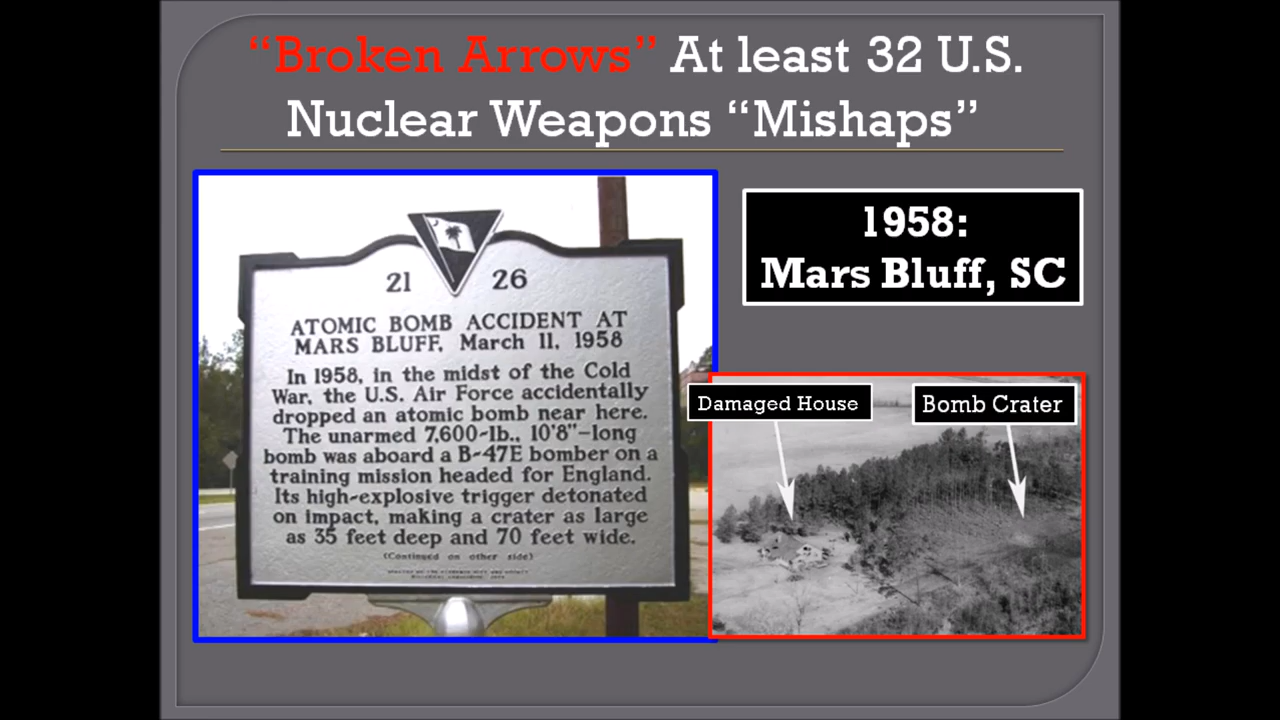 “Broken Arrows” At least 32 U.S.
Nuclear Weapons “Mishaps”
21 26
ATOMIC BOMB ACCIDENT AT
MARS BLUFF, March 11, 1958
In 1958, in the midst of the Cold
War, the U.S. Air Force accidentally
dropped an atomic bomb near here.
The unarmed 7,600-lb., 10'8"-long
bomb was aboard a B-47E bomber on a
training mission headed for England.
Its high-explosive trigger detonated
on impact, making a crater as large
as 35 feet deep and 70 feet wide.
(Continued on other side)
1958:
Mars Bluff, SC
Damaged House
Bomb Crater